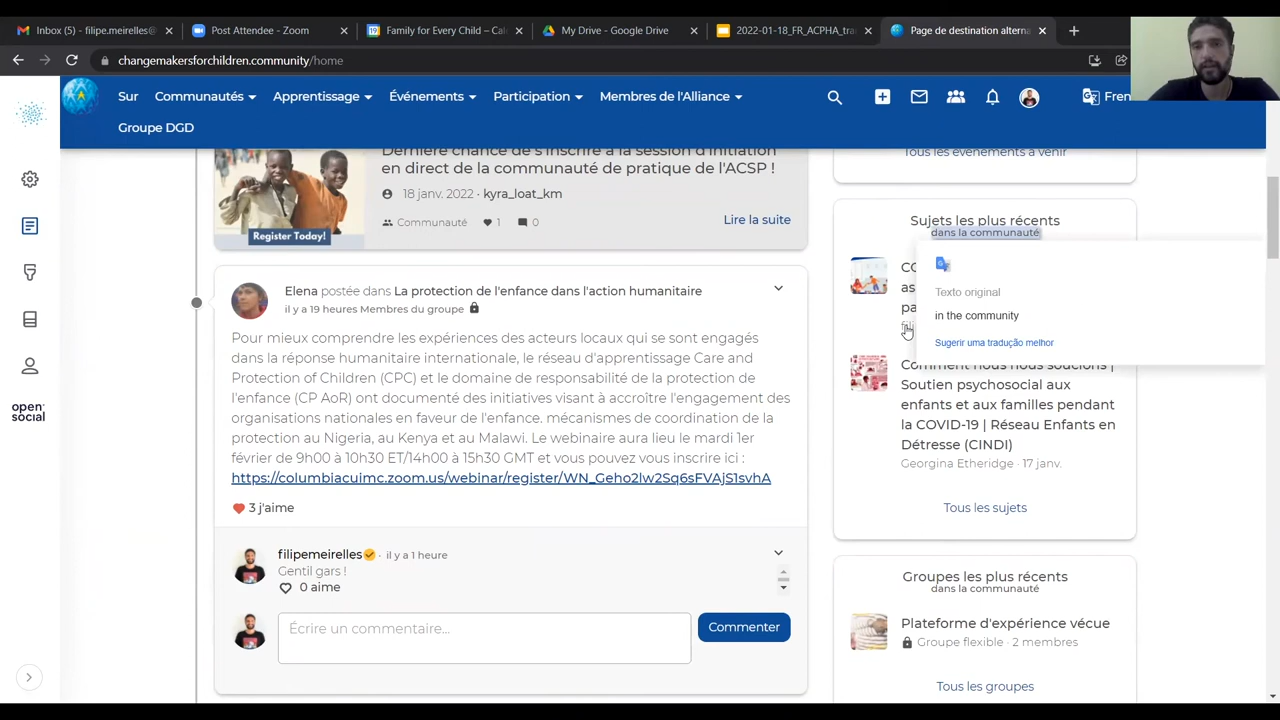 Inbox (5) - filipe.meirelles@
Post Attendee - Zoom
Family for Every Child – Cale
My Drive - Google Drive
2022-01-18_FR_ACPHA_tra
Page de destination alterna
changemakersforchildren.community/home
Sur
Communautés
Apprentissage
Événements
Participation
Membres de l'Alliance
Groupe DGD
Fren
Dernière chance de s'inscrire à la session d'initiation
en direct de la communauté de pratique de l'ACSP !
18 janv. 2022 · kyra_loat_km
Communauté
1
0
Lire la suite
Register Today!
Elena postée dans La protection de l'enfance dans l'action humanitaire
il y a 19 heures Membres du groupe
Pour mieux comprendre les expériences des acteurs locaux qui se sont engagés
dans la réponse humanitaire internationale, le réseau d'apprentissage Care and
Protection of Children (CPC) et le domaine de responsabilité de la protection de
l'enfance (CP AoR) ont documenté des initiatives visant à accroître l'engagement des
organisations nationales en faveur de l'enfance. mécanismes de coordination de la
protection au Nigeria, au Kenya et au Malawi. Le webinaire aura lieu le mardi 1er
février de 9h00 à 10h30 ET/14h00 à 15h30 GMT et vous pouvez vous inscrire ici :
https://columbiacuimc.zoom.us/webinar/register/WN_Geho2lw2Sq6sFVAjS1svhA
3 j'aime
filipemeirelles · il y a 1 heure
Gentil gars !
0 aime
Écrire un commentaire...
Commenter
Tous les événements à venir
Sujets les plus récents
dans la communauté
CO
as
pa
Texto original
in the community
Sugerir uma tradução melhor
Comment nous nous soucions |
Soutien psychosocial aux
enfants et aux familles pendant
la COVID-19 | Réseau Enfants en
Détresse (CINDI)
Georgina Etheridge · 17 janv.
Tous les sujets
Groupes les plus récents
dans la communauté
Plateforme d'expérience vécue
Groupe flexible · 2 membres
Tous les groupes
open
social